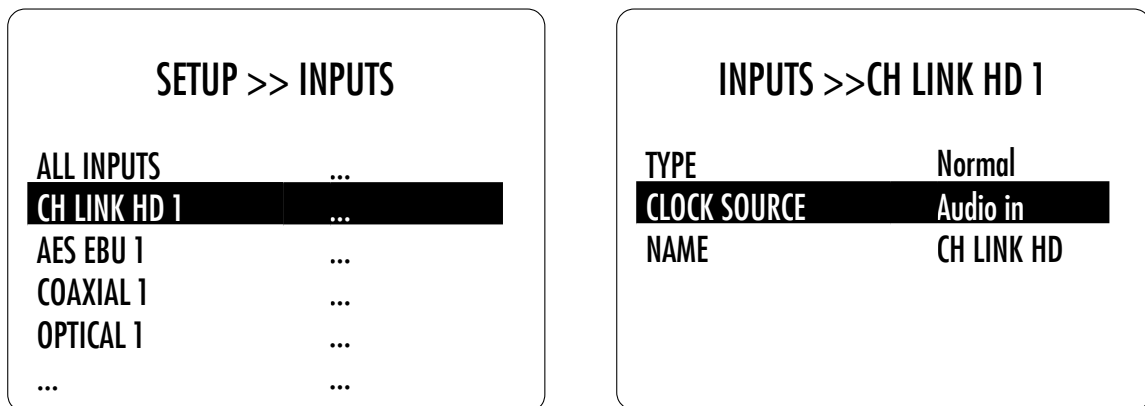 SETUP >> INPUTS
ALL INPUTS ...
CH LINK HD 1 ...
AES EBU 1 ...
COAXIAL 1 ...
OPTICAL 1 ...
... ...
INPUTS >>CH LINK HD 1
TYPE Normal
CLOCK SOURCE Audio in
NAME CH LINK HD